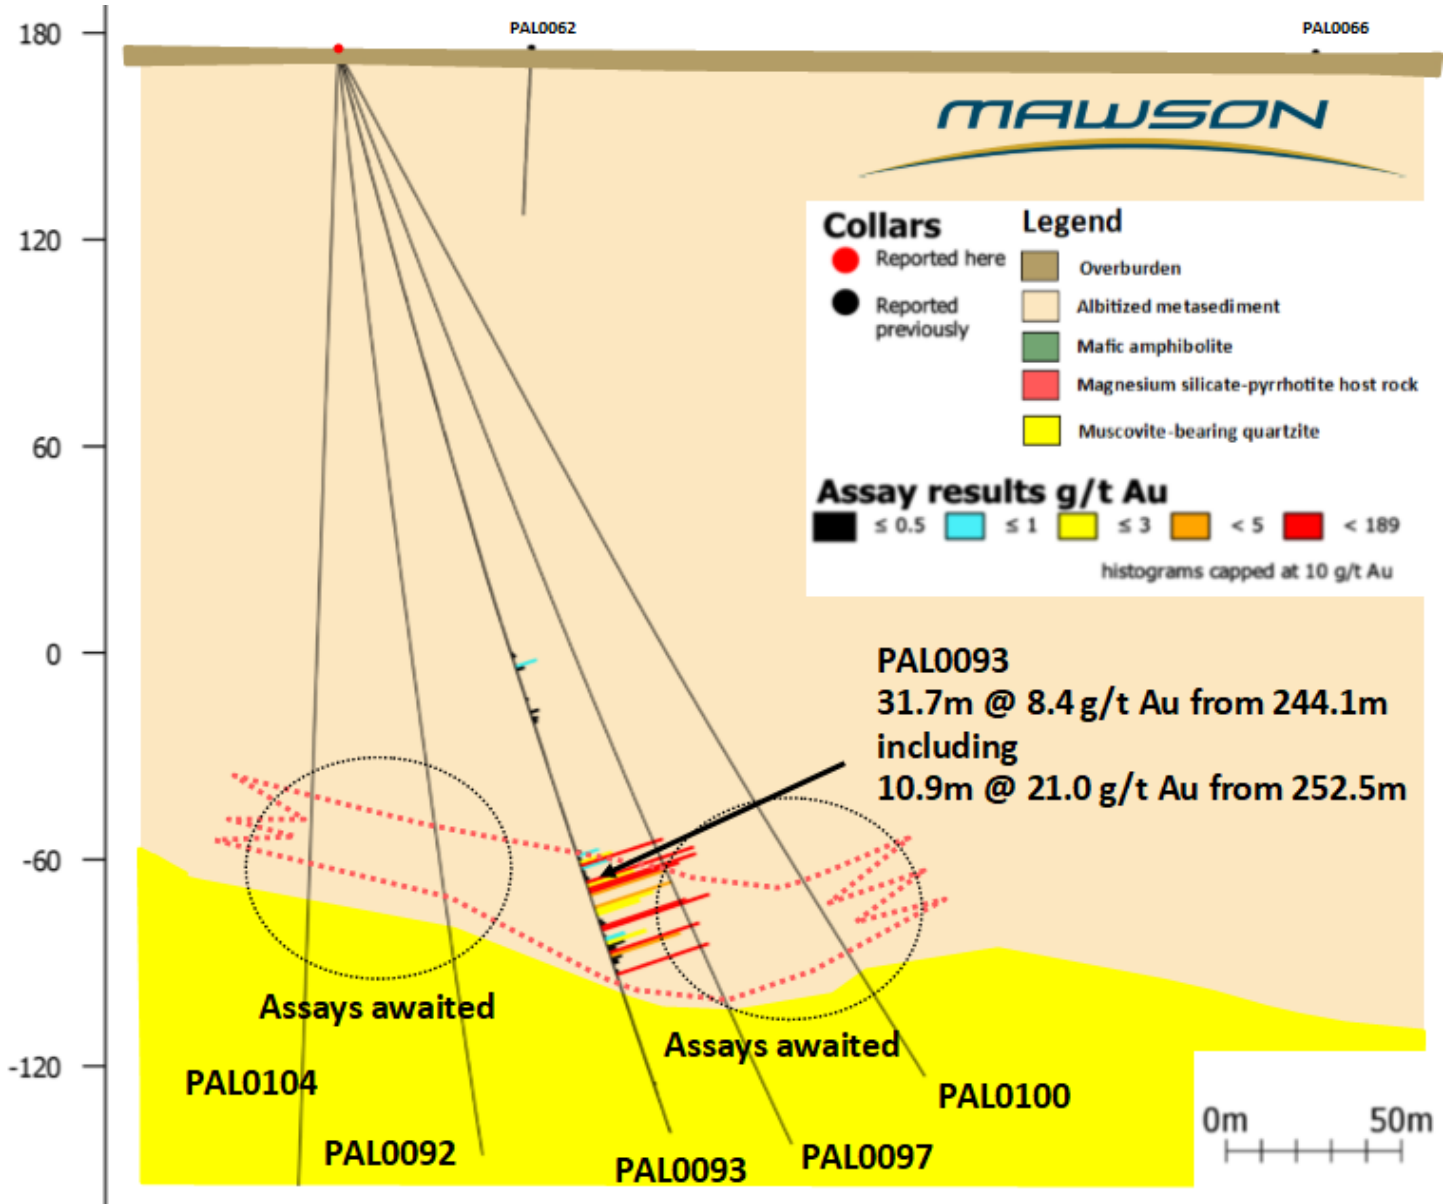 180
PAL0062
PAL0066
MAWSON
120
Collars
Reported here
Reported
previously
Legend
Overburden
Albitized metasediment
Mafic amphibolite
Magnesium silicate-pyrrhotite host rock
Muscovite-bearing quartzite
60
Assay results g/t Au
≤ 0.5
≤ 1
≤ 3
< 5
< 189
histograms capped at 10 g/t Au
0
PAL0093
31.7m @ 8.4 g/t Au from 244.1m
including
10.9m @ 21.0 g/t Au from 252.5m
-60
Assays awaited
Assays awaited
-120
PAL0104
PAL0092
PAL0093
PAL0097
PAL0100
0m
50m